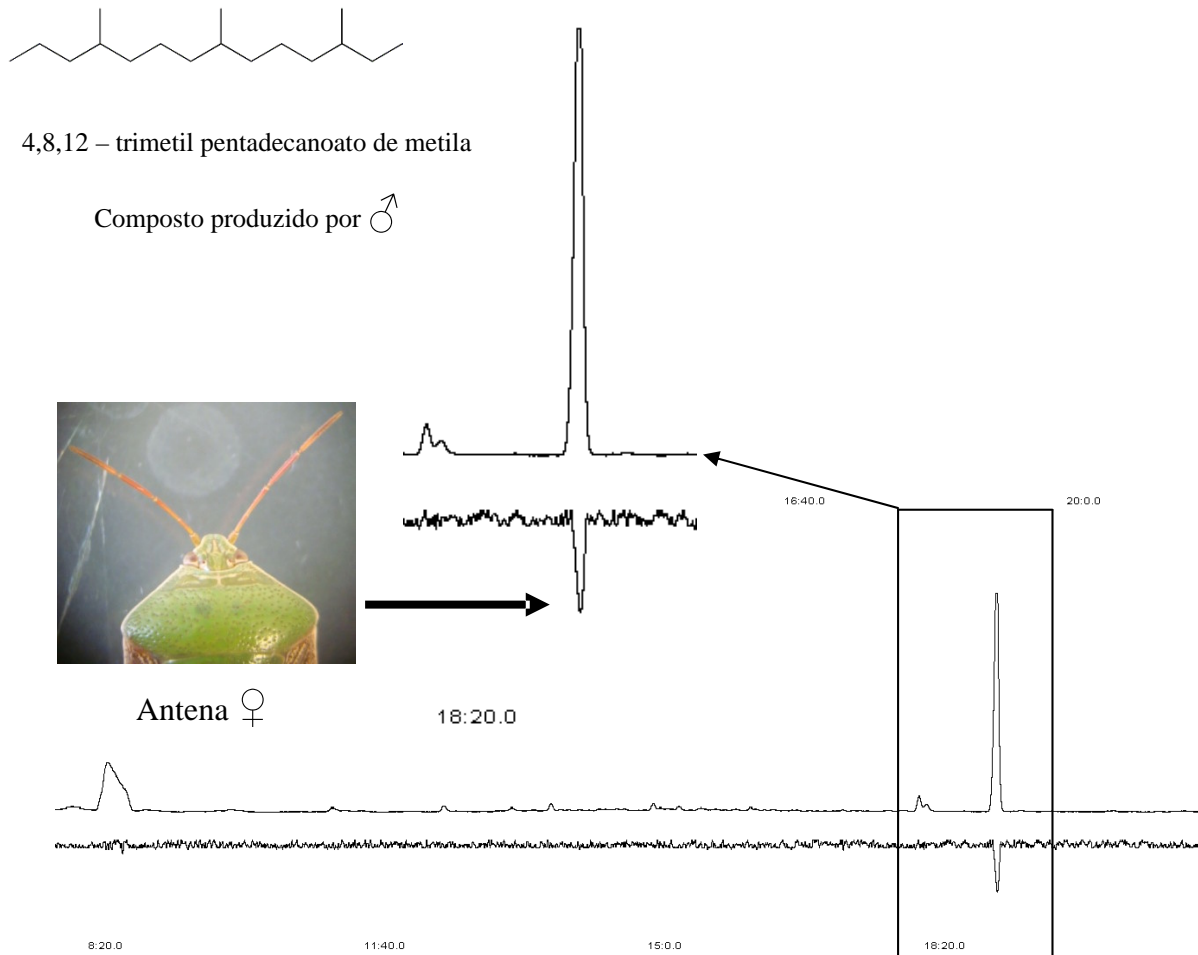 4,8,12 – trimetil pentadecanoato de metila
Composto produzido por ♂
16:40.0
20:0.0
Antena ♀
18:20.0
8:20.0
11:40.0
15:0.0
18:20.0